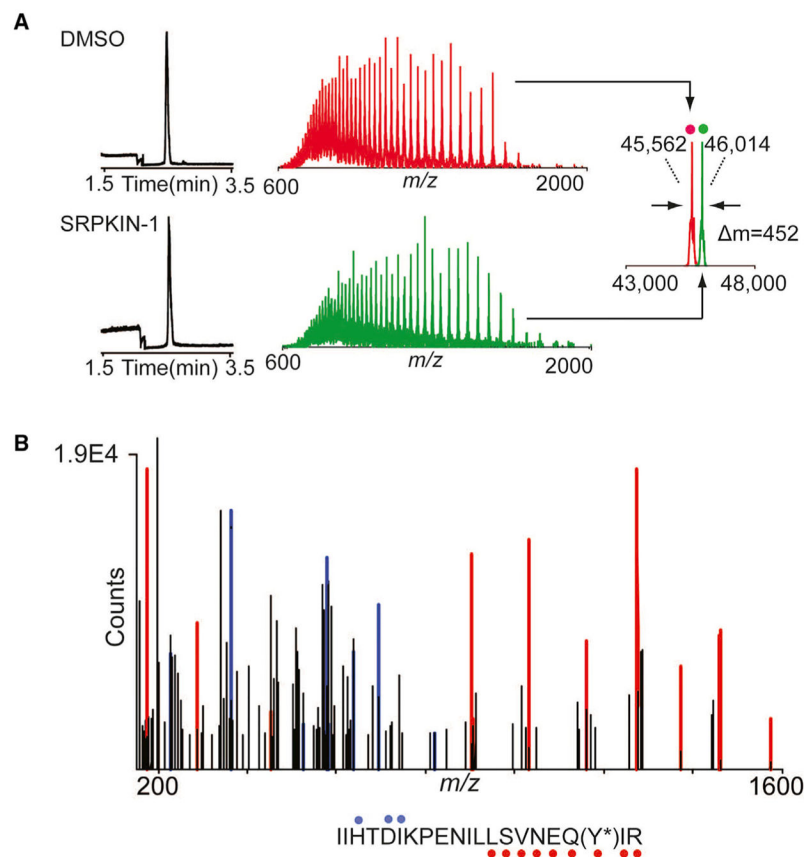 A
DMSO
1.5 Time(min) 3.5
600 m/z 2000
45,562 46,014
Δm=452
43,000 48,000
SRPKIN-1
1.5 Time(min) 3.5
600 m/z 2000
B
1.9E4
Counts
200 m/z 1600
IIHTDIKPENILLSVNEQ(Y*)IR